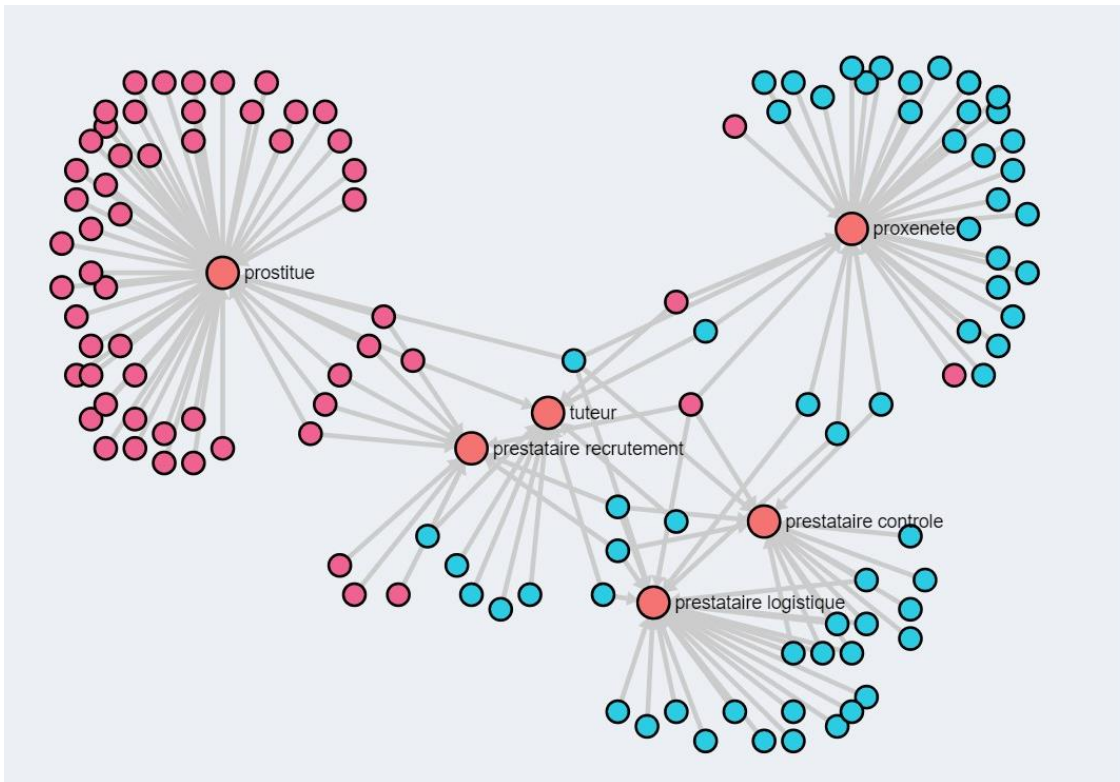 proxenete
prostitue
tuteur
prestataire recrutement
prestataire controle
prestataire logistique